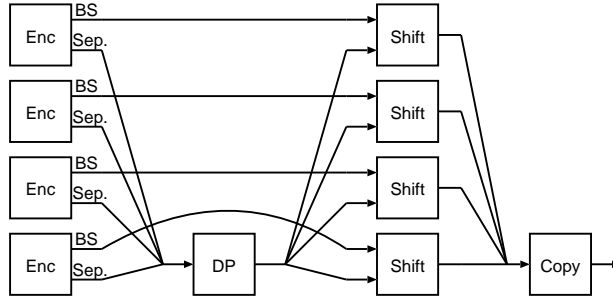 BS
Enc
Sep.
Shift
BS
Enc
Sep.
Shift
BS
Enc
Sep.
Shift
BS
Enc
Sep.
DP
Shift
Copy